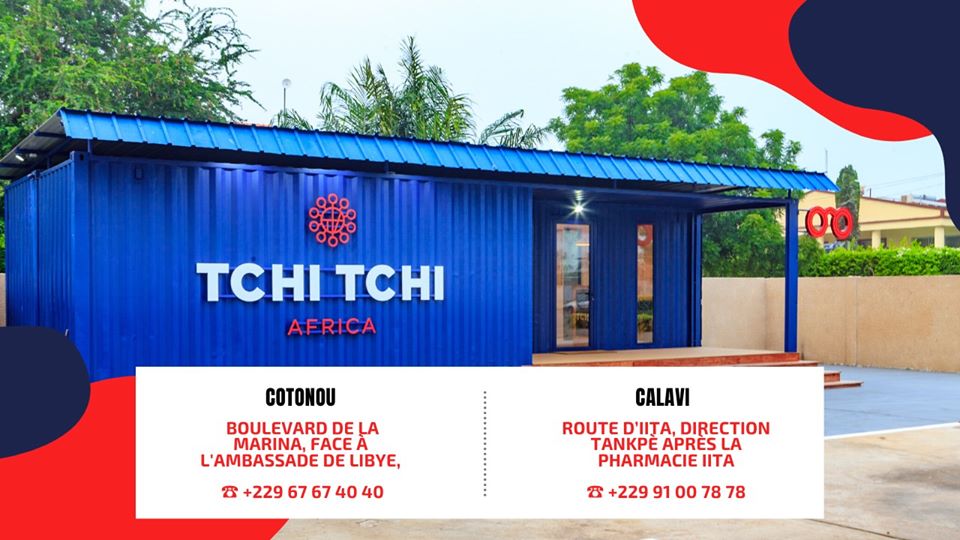 TCHI TCHI
AFRICA
COTONOU
BOULEVARD DE LA
MARINA, FACE À
L'AMBASSADE DE LIBYE,
☎ +229 67 67 40 40
CALAVI
ROUTE D'IITA, DIRECTION
TANKPÈ APRÈS LA
PHARMACIE IITA
☎ +229 91 00 78 78